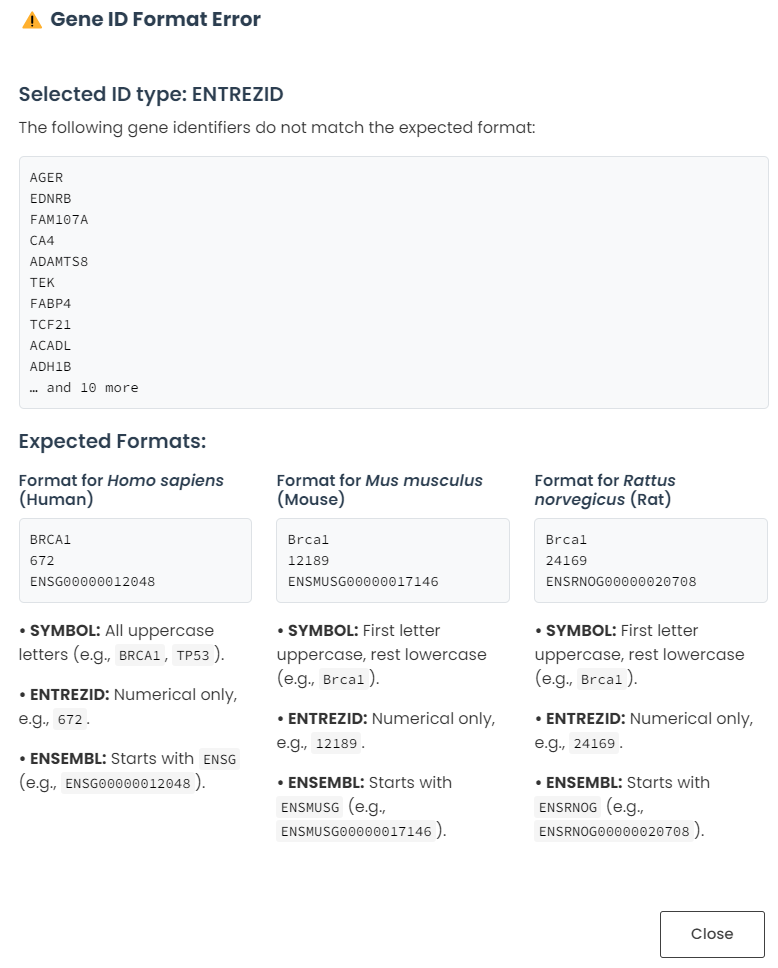 ⚠ Gene ID Format Error
Selected ID type: ENTREZID
The following gene identifiers do not match the expected format:
AGER
EDNRB
FAM107A
CA4
ADAMTS8
TEK
FABP4
TCF21
ACADL
ADH1B
… and 10 more
Expected Formats:
Format for Homo sapiens
(Human)
BRCA1
672
ENSG00000012048
• SYMBOL: All uppercase
letters (e.g., BRCA1, TP53).
• ENTREZID: Numerical only,
e.g., 672.
• ENSEMBL: Starts with ENSG
(e.g., ENSG00000012048).
Format for Mus musculus
(Mouse)
Brca1
12189
ENSMUSG00000017146
• SYMBOL: First letter
uppercase, rest lowercase
(e.g., Brca1).
• ENTREZID: Numerical only,
e.g., 12189.
• ENSEMBL: Starts with
ENSMUSG (e.g.,
ENSMUSG00000017146).
Format for Rattus
norvegicus (Rat)
Brca1
24169
ENSRNOG00000020708
• SYMBOL: First letter
uppercase, rest lowercase
(e.g., Brca1).
• ENTREZID: Numerical only,
e.g., 24169.
• ENSEMBL: Starts with
ENSRNOG (e.g.,
ENSRNOG00000020708).
Close